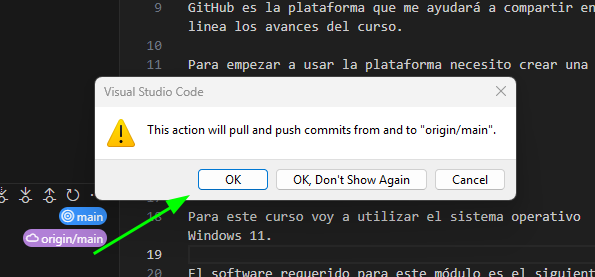 9 GitHub es la plataforma que me ayudará a compartir en
linea los avances del curso.
10
11 Para empezar a usar la plataforma necesito crear una
Visual Studio Code
This action will pull and push commits from and to "origin/main".
OK
OK, Don't Show Again
Cancel
main
origin/main
18 Para este curso voy a utilizar el sistema operativo
Windows 11.
19
20 El software requerido para este módulo es el siguient